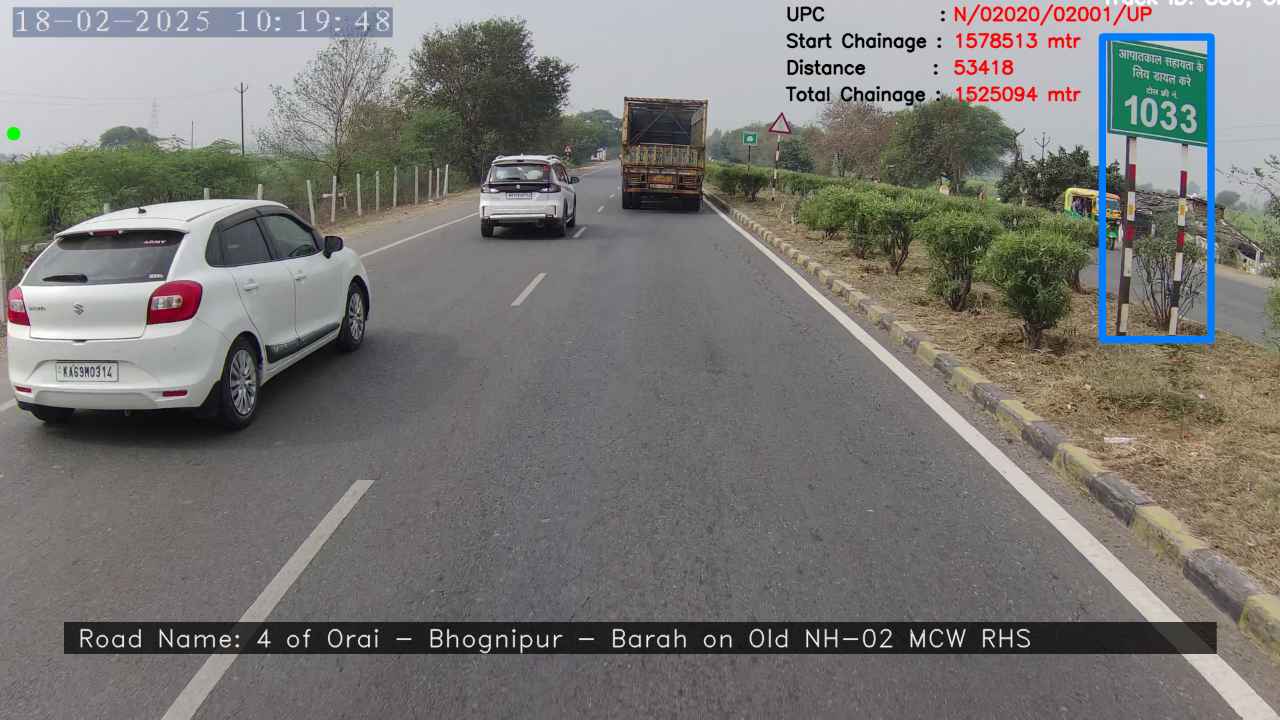 18-02-2025 10:19:48
UPC : N/02020/02001/UP
Start Chainage : 1578513 mtr
Distance : 53418
Total Chainage : 1525094 mtr
आपातकाल सहायता के
लिय डायल करे
टोल फ्री नं.
1033
ARMY
KA69M0314
Road Name: 4 of Orai - Bhognipur - Barah on Old NH-02 MCW RHS